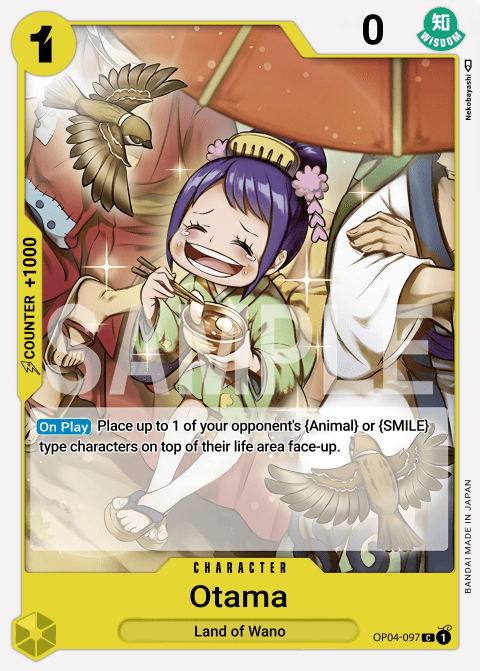 1
0
知
WISDOM
Nekobayashi
COUNTER +1000
SAMPLE
On Play Place up to 1 of your opponent's {Animal} or {SMILE}
type characters on top of their life area face-up.
BANDAI MADE IN JAPAN
CHARACTER
Otama
Land of Wano
OP04-097 C 1